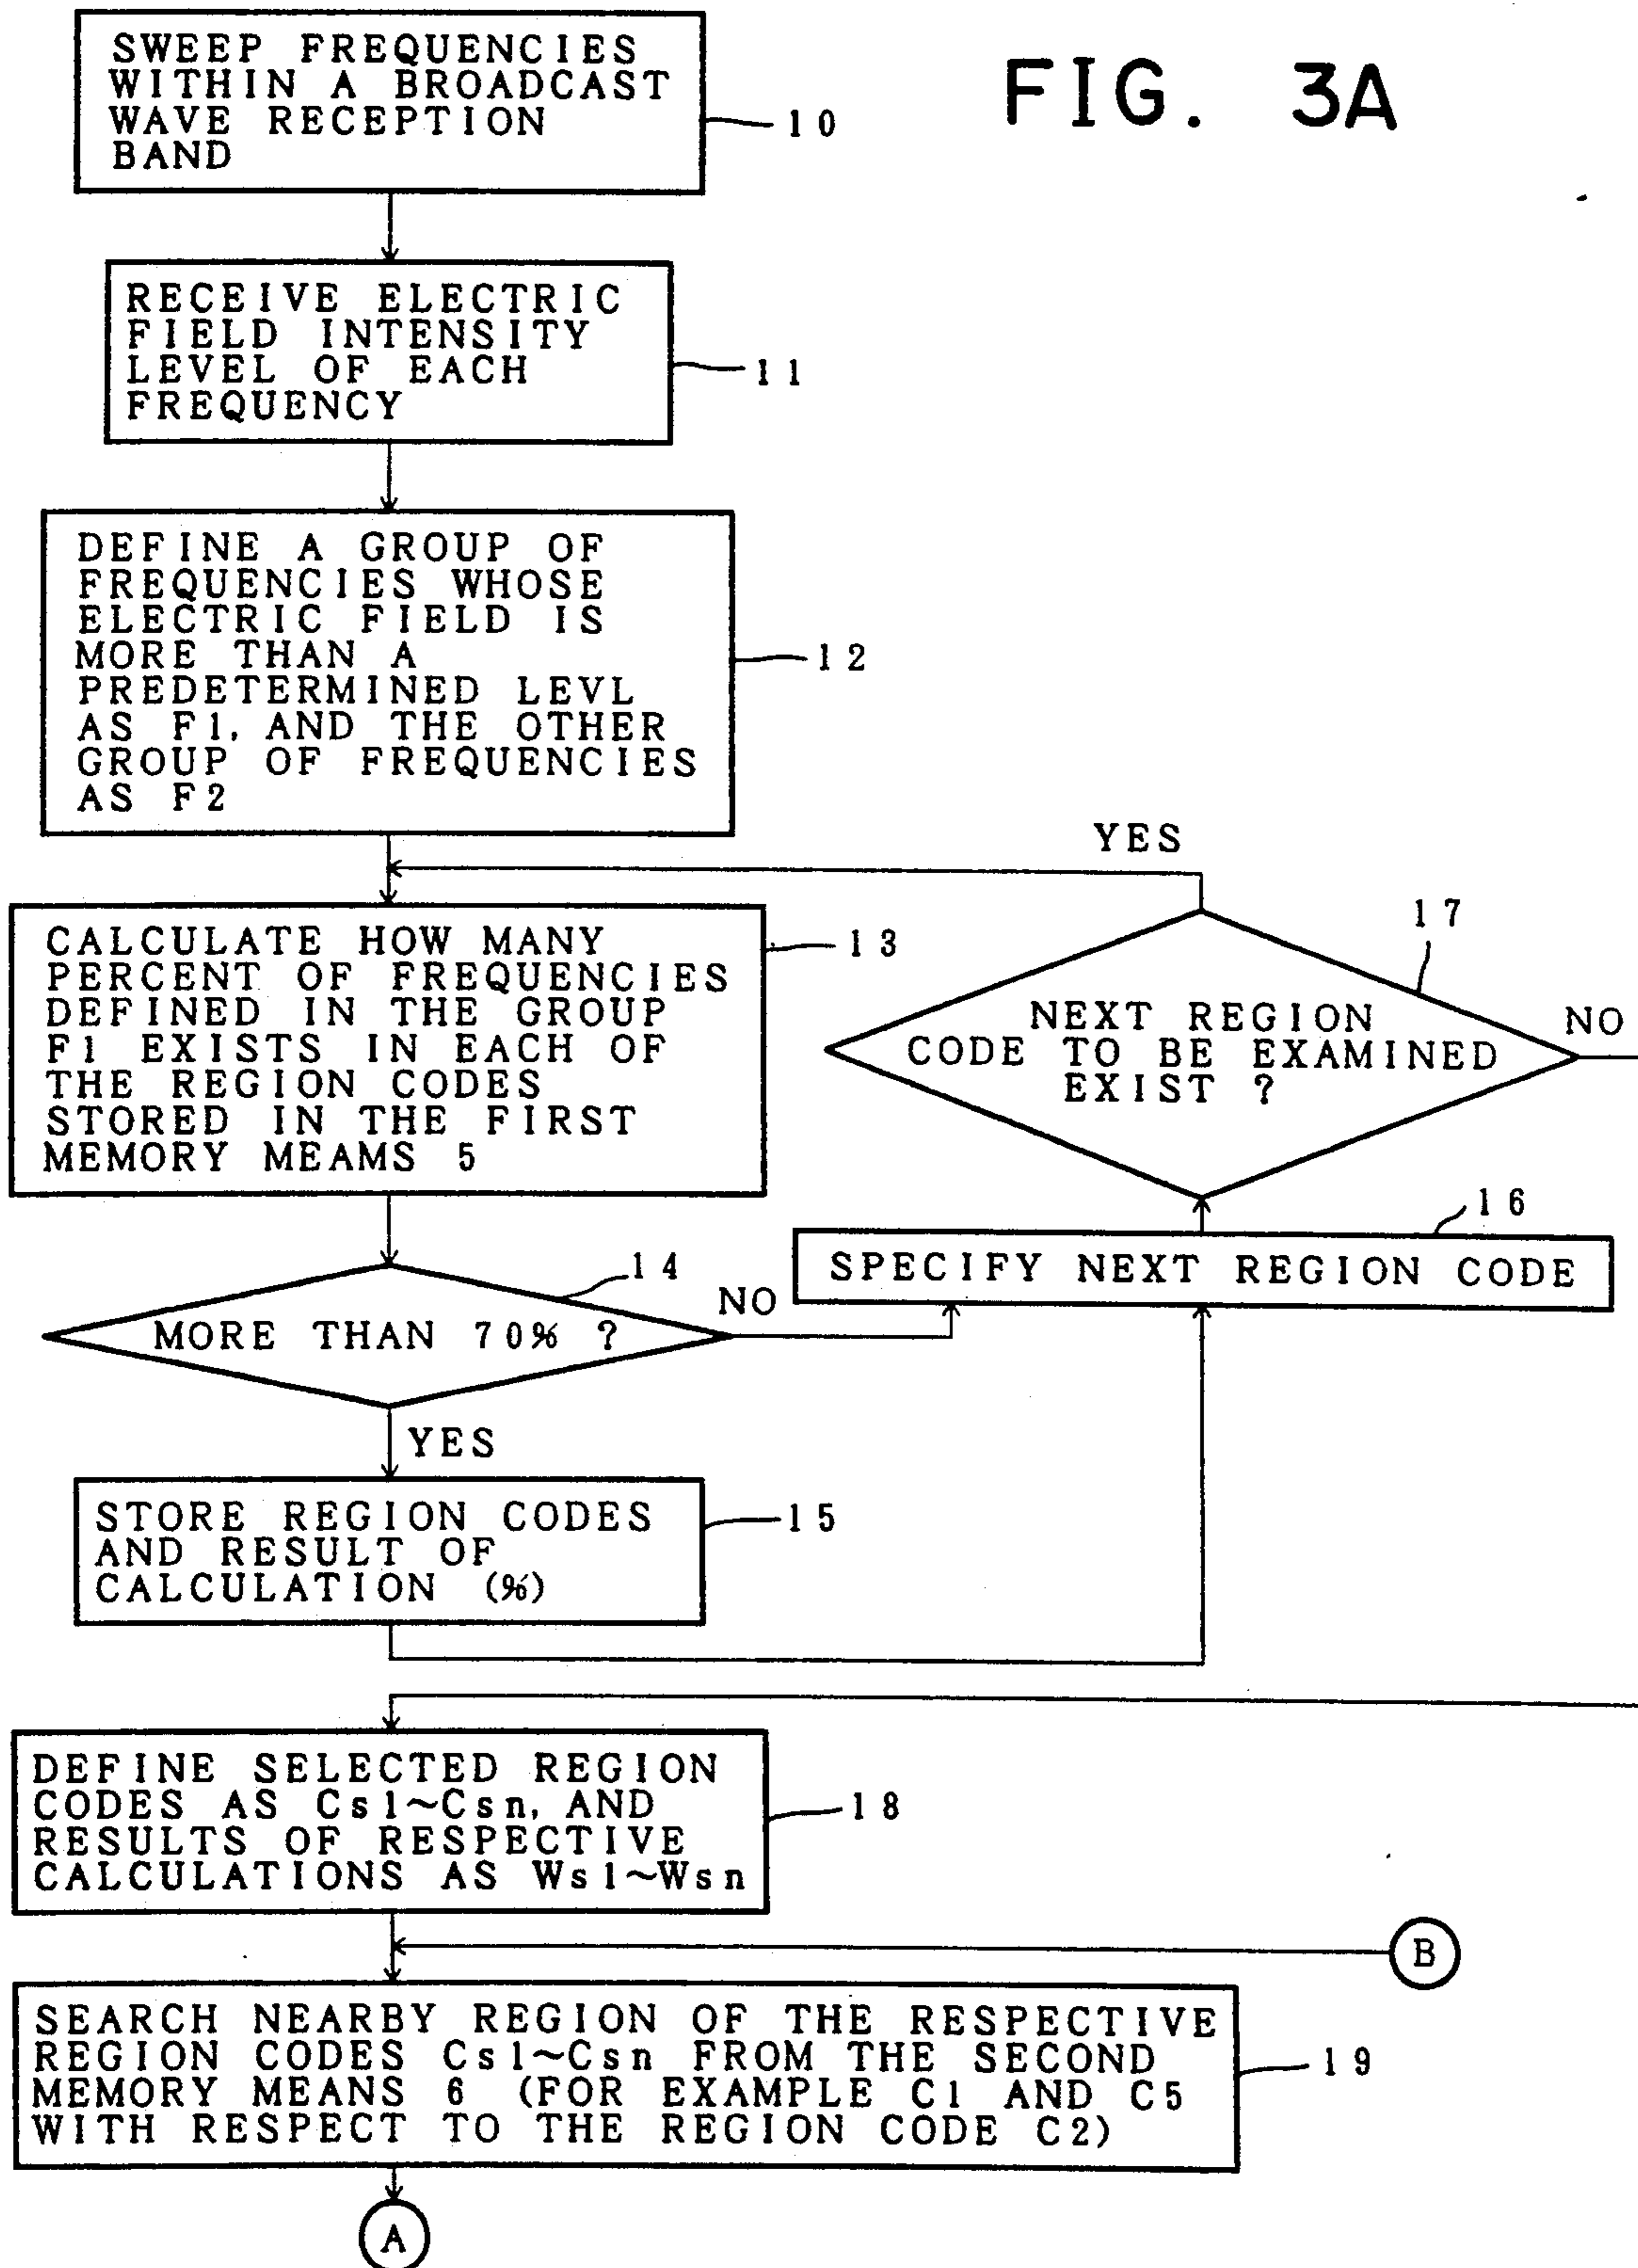 FIG. 3A
SWEEP FREQUENCIES
WITHIN A BROADCAST
WAVE RECEPTION
BAND
10
RECEIVE ELECTRIC
FIELD INTENSITY
LEVEL OF EACH
FREQUENCY
11
DEFINE A GROUP OF
FREQUENCIES WHOSE
ELECTRIC FIELD IS
MORE THAN A
PREDETERMINED LEVL
AS F1, AND THE OTHER
GROUP OF FREQUENCIES
AS F2
12
CALCULATE HOW MANY
PERCENT OF FREQUENCIES
DEFINED IN THE GROUP
F1 EXISTS IN EACH OF
THE REGION CODES
STORED IN THE FIRST
MEMORY MEAMS 5
13
MORE THAN 70% ?
14
NO
YES
STORE REGION CODES
AND RESULT OF
CALCULATION (%)
15
SPECIFY NEXT REGION CODE
16
NEXT REGION
CODE TO BE EXAMINED
EXIST ?
17
YES
NO
DEFINE SELECTED REGION
CODES AS Cs1~Csn, AND
RESULTS OF RESPECTIVE
CALCULATIONS AS Ws1~Wsn
18
B
SEARCH NEARBY REGION OF THE RESPECTIVE
REGION CODES Cs1~Csn FROM THE SECOND
MEMORY MEANS 6 (FOR EXAMPLE C1 AND C5
WITH RESPECT TO THE REGION CODE C2)
19
A